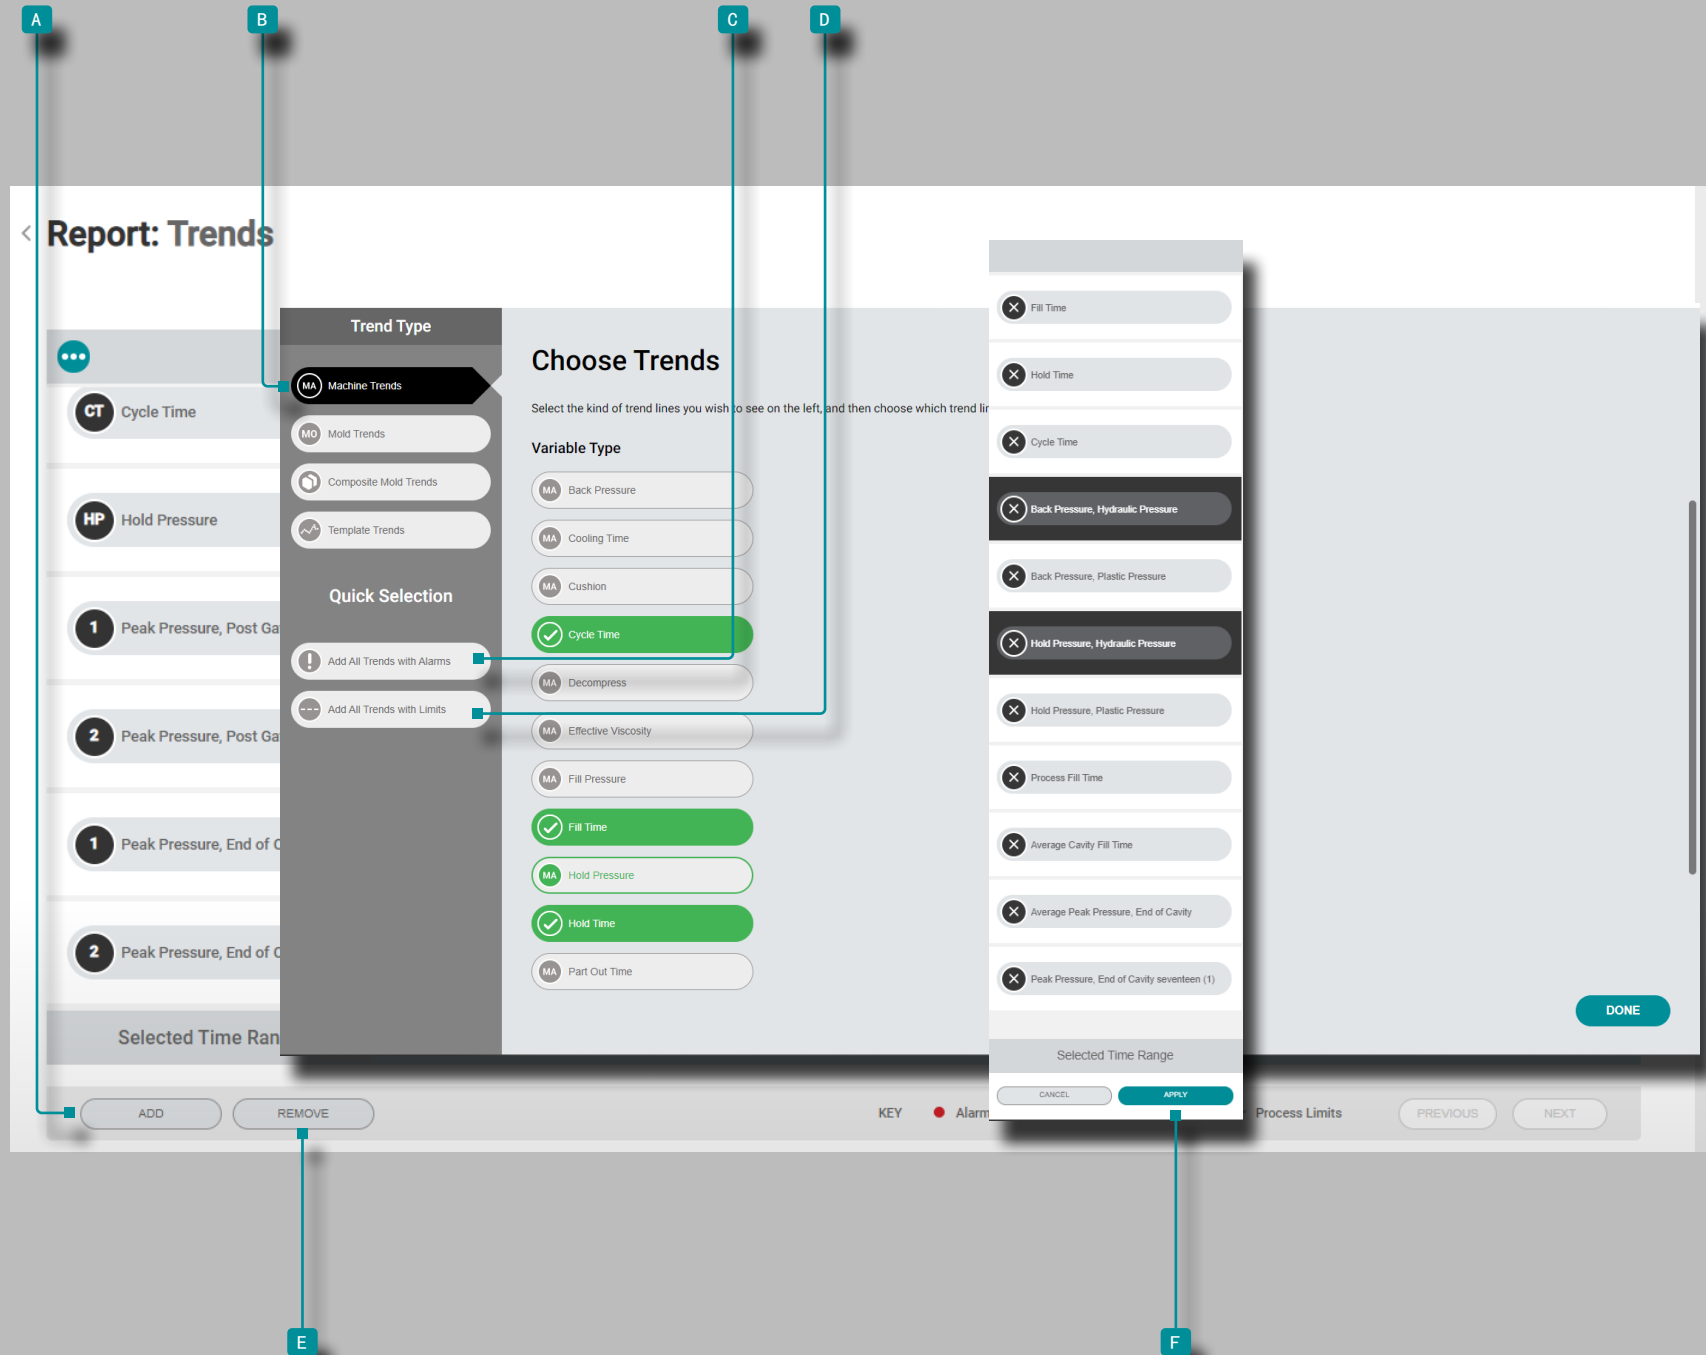 A
B
C
D
Report: Trends
CT Cycle Time
HP Hold Pressure
1 Peak Pressure, Post Ga
2 Peak Pressure, Post Ga
1 Peak Pressure, End of C
2 Peak Pressure, End of C
Selected Time Ran
ADD
REMOVE
KEY
Alarm
Process Limits
PREVIOUS
NEXT
Trend Type
MA Machine Trends
MO Mold Trends
Composite Mold Trends
Template Trends
Quick Selection
Add All Trends with Alarms
Add All Trends with Limits
Choose Trends
Select the kind of trend lines you wish to see on the left, and then choose which trend lin
Variable Type
MA Back Pressure
MA Cooling Time
MA Cushion
Cycle Time
MA Decompress
MA Effective Viscosity
MA Fill Pressure
Fill Time
MA Hold Pressure
Hold Time
MA Part Out Time
DONE
Fill Time
Hold Time
Cycle Time
Back Pressure, Hydraulic Pressure
Back Pressure, Plastic Pressure
Hold Pressure, Hydraulic Pressure
Hold Pressure, Plastic Pressure
Process Fill Time
Average Cavity Fill Time
Average Peak Pressure, End of Cavity
Peak Pressure, End of Cavity seventeen (1)
Selected Time Range
CANCEL
APPLY
E
F